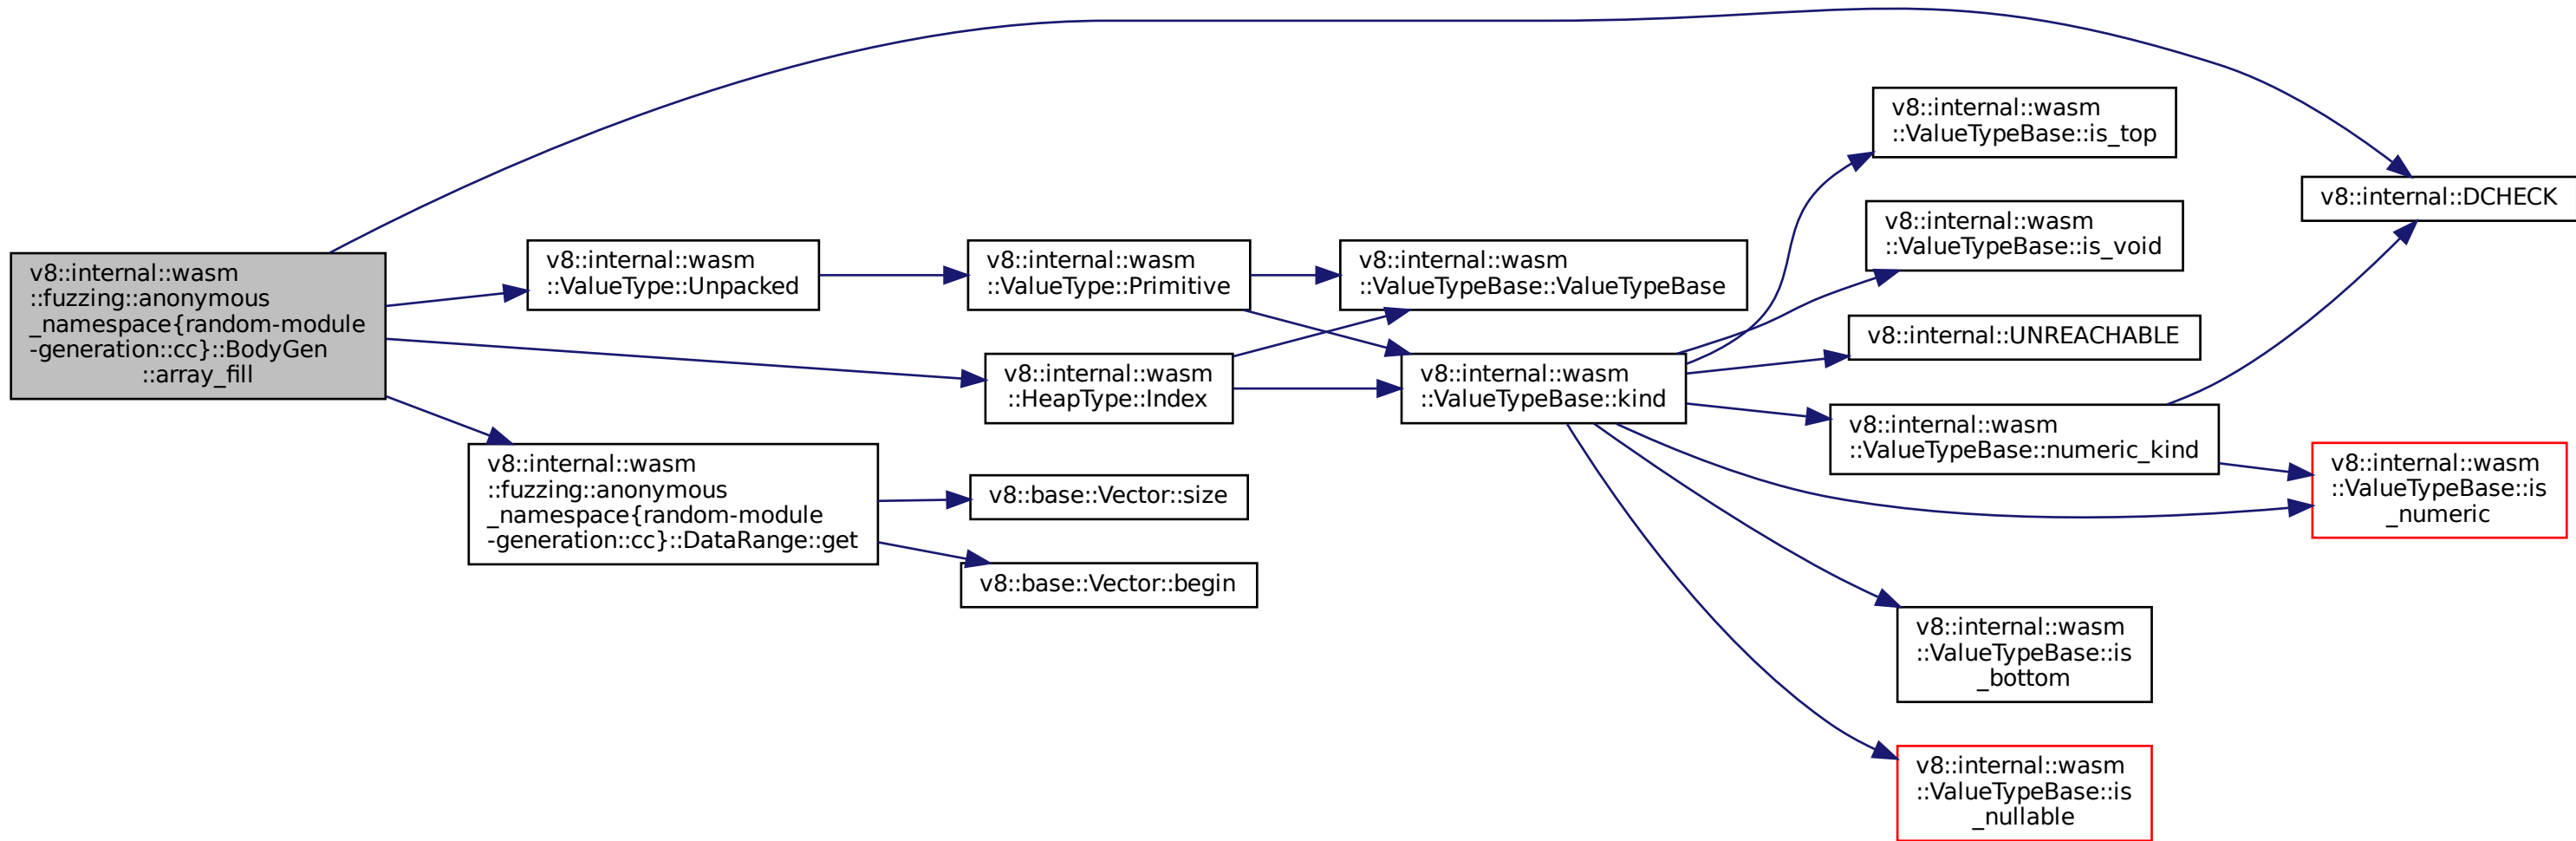 v8::internal::wasm
::fuzzing::anonymous
_namespace{random-module
-generation::cc}::BodyGen
::array_fill
v8::internal::wasm
::ValueType::Unpacked
v8::internal::wasm
::fuzzing::anonymous
_namespace{random-module
-generation::cc}::DataRange::get
v8::internal::wasm
::ValueType::Primitive
v8::internal::wasm
::HeapType::Index
v8::base::Vector::size
v8::base::Vector::begin
v8::internal::wasm
::ValueTypeBase::ValueTypeBase
v8::internal::wasm
::ValueTypeBase::kind
v8::internal::wasm
::ValueTypeBase::is_top
v8::internal::wasm
::ValueTypeBase::is_void
v8::internal::UNREACHABLE
v8::internal::wasm
::ValueTypeBase::numeric_kind
v8::internal::wasm
::ValueTypeBase::is
_bottom
v8::internal::wasm
::ValueTypeBase::is
_nullable
v8::internal::DCHECK
v8::internal::wasm
::ValueTypeBase::is
_numeric